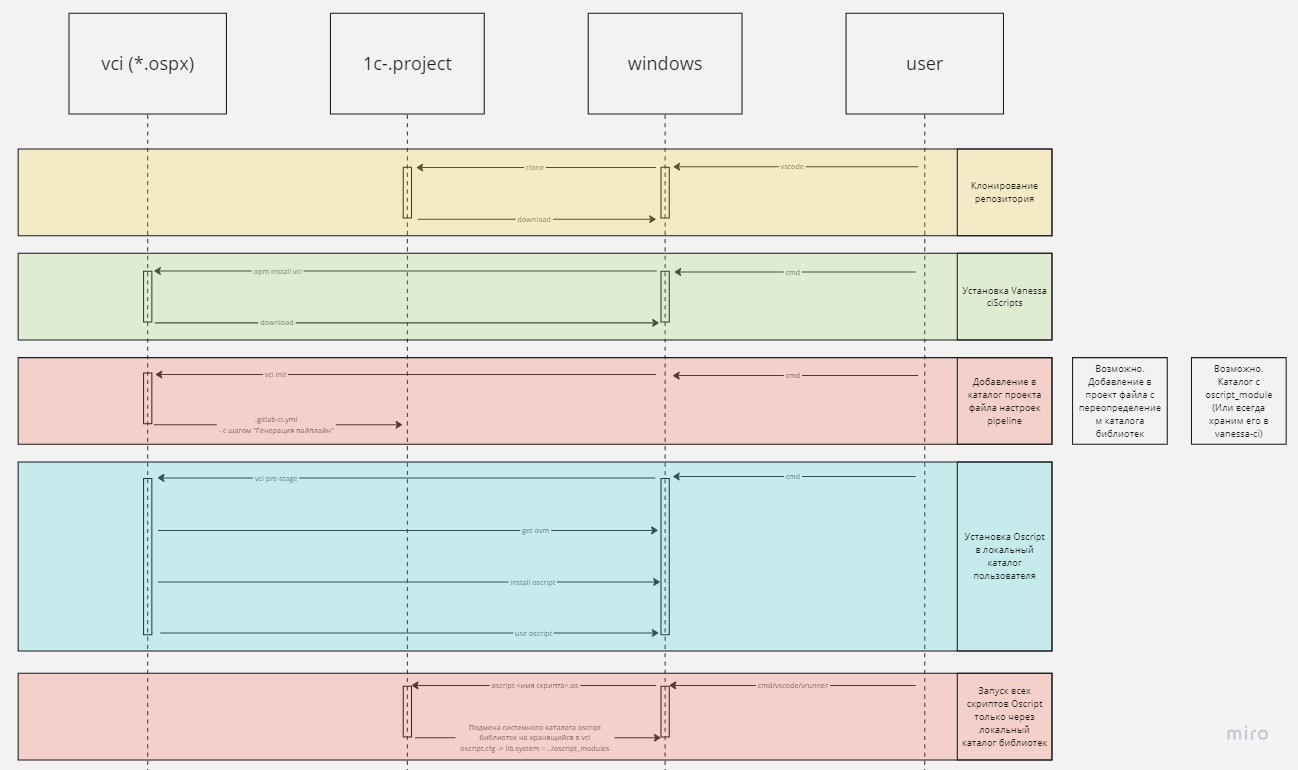 vci (*.ospx)
1c-.project
windows
user
clone
vscode
download
Клонирование
репозитория
opm install vci
cmd
download
Установка Vanessa
ciScripts
vci init
cmd
.gitlab-ci.yml
- с шагом "Генерация пайплайн"
Добавление в
каталог проекта
файла настроек
pipeline
Возможно.
Добавление в
проект файла с
переопределение
м каталога
библиотек
Возможно.
Каталог с
oscript_module
(Или всегда
храним его в
vanessa-ci)
vci pre-stage
cmd
get ovm
install oscript
use oscript
Установка Oscript
в локальный
каталог
пользователя
oscript <имя скрипта>.os
cmd/vscode/vrunner
Подмена системного каталога oscript
библиотек на хранящийся в vci
oscript.cfg -> lib.system = ../oscript_modules
Запуск всех
скриптов Oscript
только через
локальный
каталог библиотек
miro